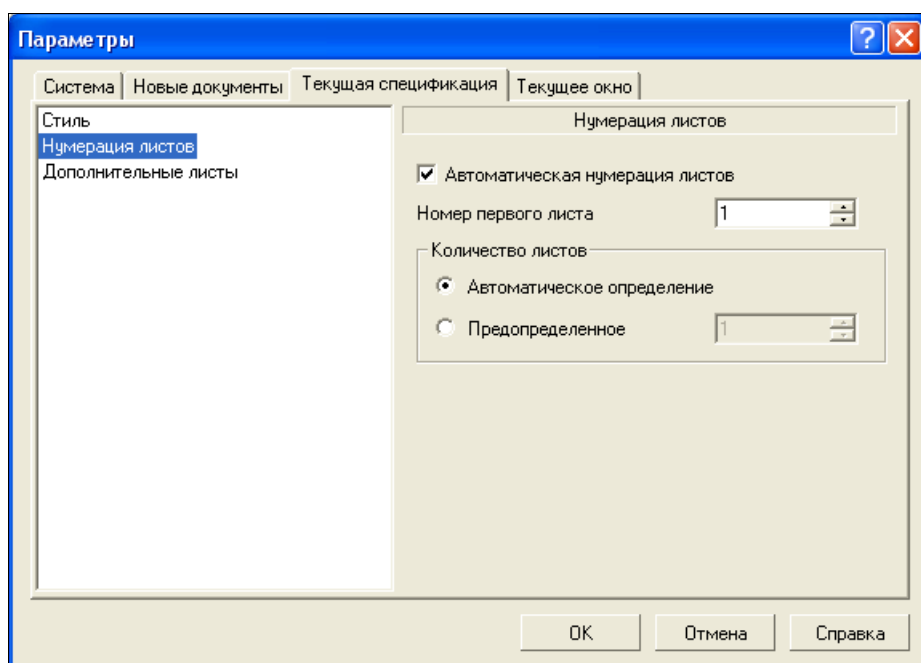 Параметры
Система Новые документы Текущая спецификация Текущее окно
Стиль
Нумерация листов
Дополнительные листы
Нумерация листов
Автоматическая нумерация листов
Номер первого листа 1
Количество листов
Автоматическое определение
Предопределенное 1
OK Отмена Справка